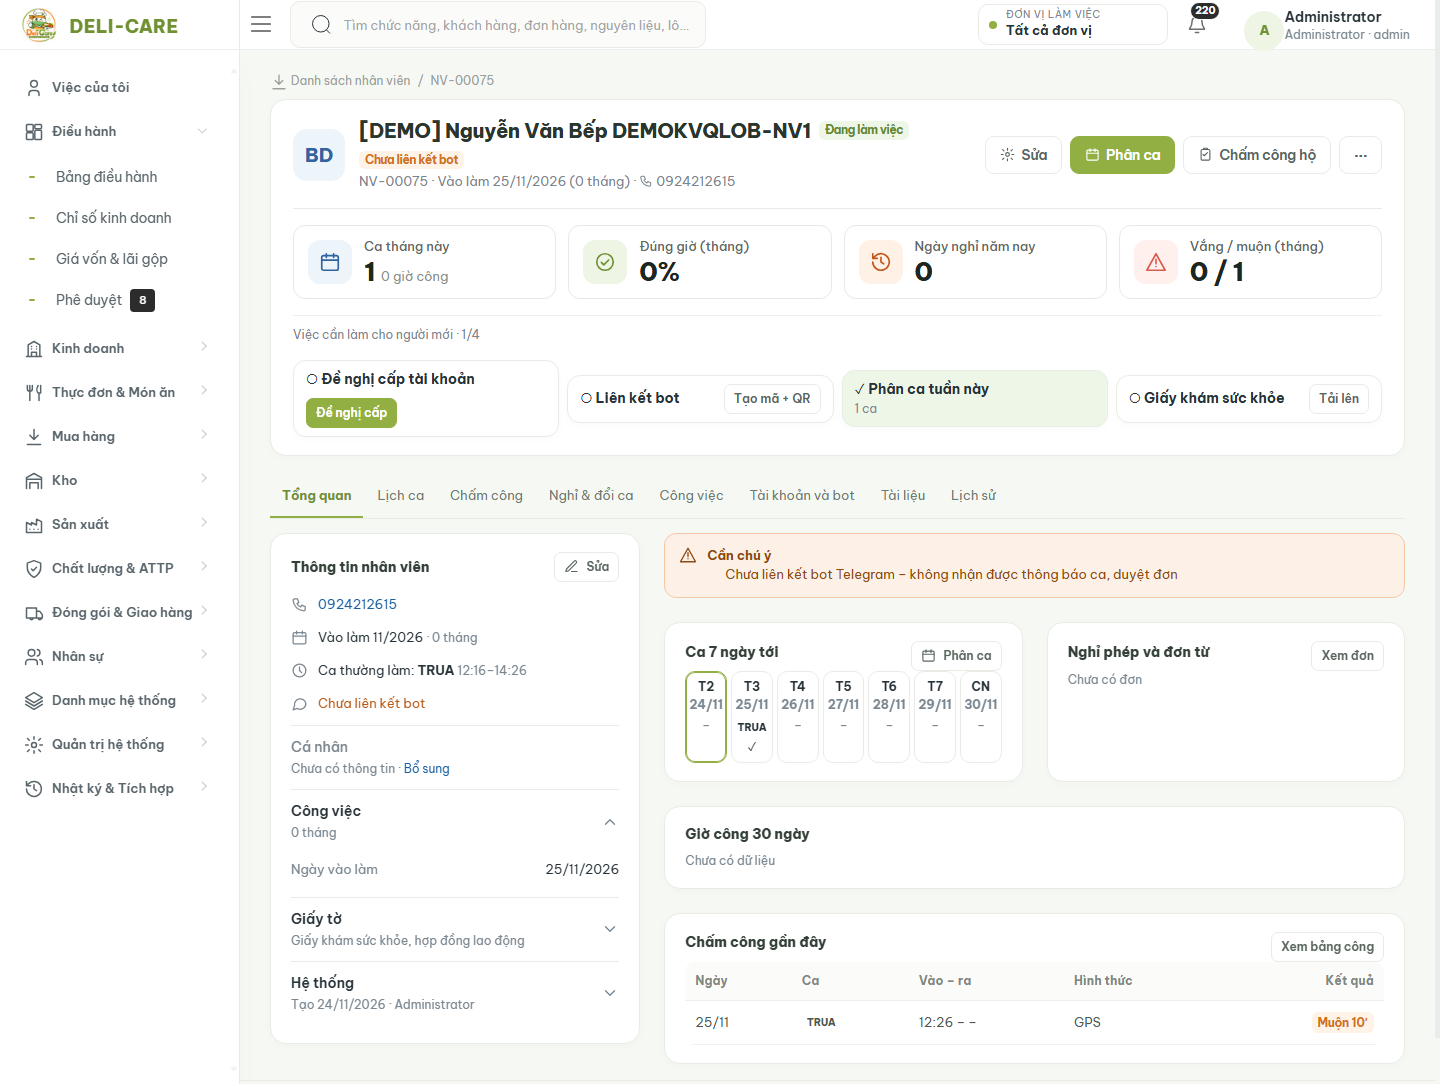 DELI-CARE
Tìm chức năng, khách hàng, đơn hàng, nguyên liệu, lô...
ĐƠN VỊ LÀM VIỆC
Tất cả đơn vị
220
A
Administrator
Administrator · admin
Việc của tôi
Điều hành
Bảng điều hành
Chỉ số kinh doanh
Giá vốn & lãi gộp
Phê duyệt 8
Kinh doanh
Thực đơn & Món ăn
Mua hàng
Kho
Sản xuất
Chất lượng & ATTP
Đóng gói & Giao hàng
Nhân sự
Danh mục hệ thống
Quản trị hệ thống
Nhật ký & Tích hợp
Danh sách nhân viên / NV-00075
BD
[DEMO] Nguyễn Văn Bếp DEMOKVQLOB-NV1 Đang làm việc
Chưa liên kết bot
NV-00075 · Vào làm 25/11/2026 (0 tháng) · 0924212615
Sửa
Phân ca
Chấm công hộ
...
Ca tháng này
1 0 giờ công
Đúng giờ (tháng)
0%
Ngày nghỉ năm nay
0
Vắng / muộn (tháng)
0 / 1
Việc cần làm cho người mới · 1/4
○ Đề nghị cấp tài khoản
Đề nghị cấp
○ Liên kết bot
Tạo mã + QR
✓ Phân ca tuần này
1 ca
○ Giấy khám sức khỏe
Tải lên
Tổng quan
Lịch ca
Chấm công
Nghỉ & đổi ca
Công việc
Tài khoản và bot
Tài liệu
Lịch sử
Thông tin nhân viên
Sửa
0924212615
Vào làm 11/2026 · 0 tháng
Ca thường làm: TRUA 12:16–14:26
Chưa liên kết bot
Cá nhân
Chưa có thông tin · Bổ sung
Công việc
0 tháng
Ngày vào làm 25/11/2026
Giấy tờ
Giấy khám sức khỏe, hợp đồng lao động
Hệ thống
Tạo 24/11/2026 · Administrator
Cần chú ý
Chưa liên kết bot Telegram – không nhận được thông báo ca, duyệt đơn
Ca 7 ngày tới
Phân ca
T2 T3 T4 T5 T6 T7 CN
24/11 25/11 26/11 27/11 28/11 29/11 30/11
– TRUA – – – – –
✓
Nghỉ phép và đơn từ
Xem đơn
Chưa có đơn
Giờ công 30 ngày
Chưa có dữ liệu
Chấm công gần đây
Xem bảng công
Ngày Ca Vào – ra Hình thức Kết quả
25/11 TRUA 12:26 – – GPS Muộn 10'